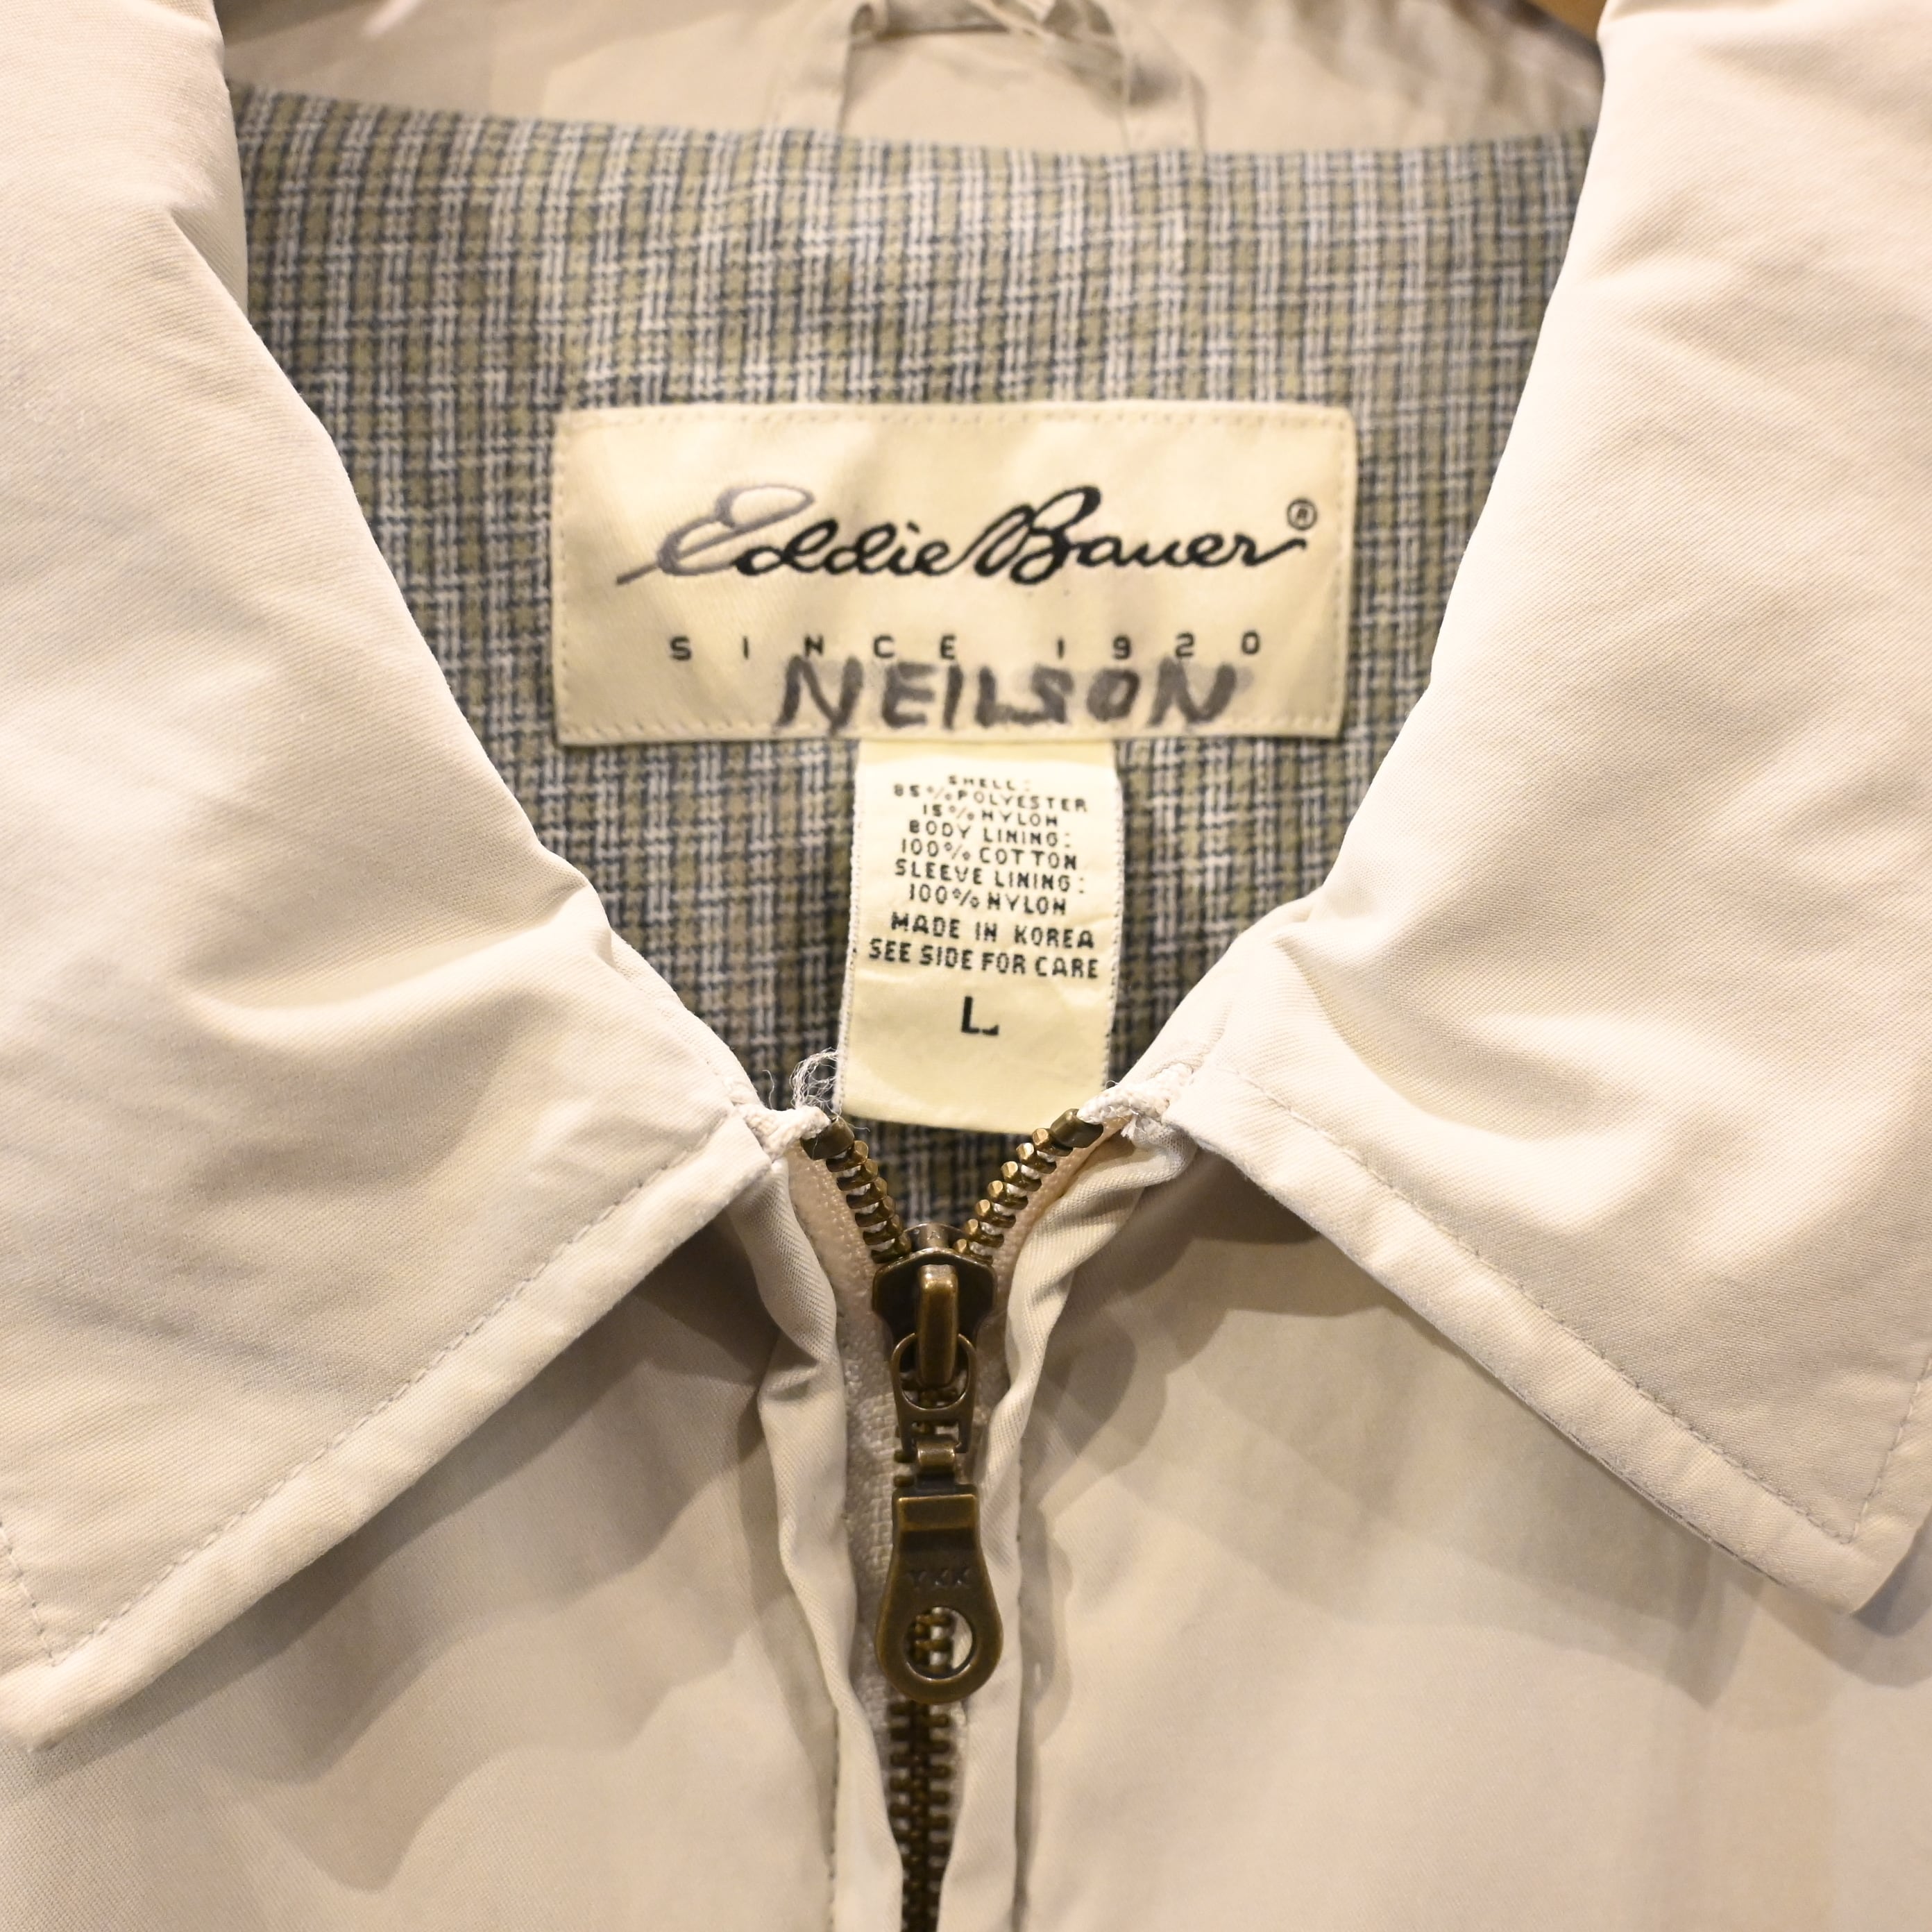 Eddie Bauer®
SINCE 1920
NEILSON
SHELL:
85% POLYESTER
15% NYLON
BODY LINING:
100% COTTON
SLEEVE LINING:
100% NYLON
MADE IN KOREA
SEE SIDE FOR CARE
L
YKK